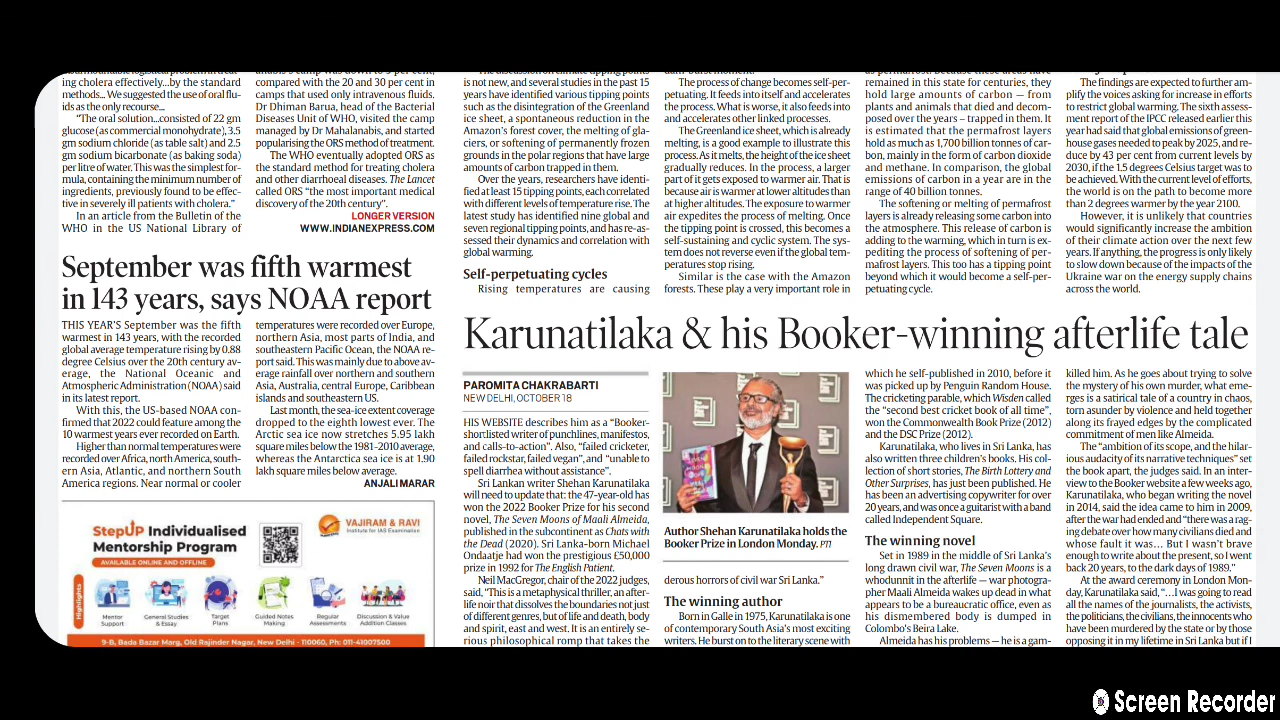 ing cholera effectively...by the standard
methods... We suggested the use of oral flu-
ids as the only recourse...
"The oral solution...consisted of 22 gm
glucose (as commercial monohydrate), 3.5
gm sodium chloride (as table salt) and 2.5
gm sodium bicarbonate (as baking soda)
per litre of water. This was the simplest for-
mula, containing the minimum number of
ingredients, previously found to be effec-
tive in severely ill patients with cholera."
In an article from the Bulletin of the
WHO in the US National Library of
compared with the 20 and 30 per cent in
camps that used only intravenous fluids.
Dr Dhiman Barua, head of the Bacterial
Diseases Unit of WHO, visited the camp
managed by Dr Mahalanabis, and started
popularising the ORS method of treatment.
The WHO eventually adopted ORS as
the standard method for treating cholera
and other diarrhoeal diseases. The Lancet
called ORS "the most important medical
discovery of the 20th century".
LONGER VERSION
WWW.INDIANEXPRESS.COM
September was fifth warmest
in 143 years, says NOAA report
THIS YEAR'S September was the fifth
warmest in 143 years, with the recorded
global average temperature rising by 0.88
degree Celsius over the 20th century av-
erage, the National Oceanic and
Atmospheric Administration (NOAA) said
in its latest report.
With this, the US-based NOAA con-
firmed that 2022 could feature among the
10 warmest years ever recorded on Earth.
Higher than normal temperatures were
recorded over Africa, north America, south-
ern Asia, Atlantic, and northern South
America regions. Near normal or cooler
temperatures were recorded over Europe,
northern Asia, most parts of India, and
southeastern Pacific Ocean, the NOAA re-
port said. This was mainly due to above av-
erage rainfall over northern and southern
Asia, Australia, central Europe, Caribbean
islands and southeastern US.
Last month, the sea-ice extent coverage
dropped to the eighth lowest ever. The
Arctic sea ice now stretches 5.95 lakh
square miles below the 1981-2010 average,
whereas the Antarctica sea ice is at 1.90
lakh square miles below average.
ANJALI MARAR
StepUP Individualised
Mentorship Program
AVAILABLE ONLINE AND OFFLINE
VAJIRAM & RAVI
Institute for IAS Examination
Highlights
Mentor
Support
General Studies
& Essay
Target
Plans
Guided Notes
Making
Regular
Assessments
Discussion & Value
Addition Classes
9-B, Bada Bazar Marg, Old Rajinder Nagar, New Delhi - 110060, Ph: 011-41007500
The discussion on climate tipping points
is not new, and several studies in the past 15
years have identified various tipping points
such as the disintegration of the Greenland
ice sheet, a spontaneous reduction in the
Amazon's forest cover, the melting of gla-
ciers, or softening of permanently frozen
grounds in the polar regions that have large
amounts of carbon trapped in them.
Over the years, researchers have identi-
fied at least 15 tipping points, each correlated
with different levels of temperature rise. The
latest study has identified nine global and
seven regional tipping points, and has re-as-
sessed their dynamics and correlation with
global warming.
Self-perpetuating cycles
Rising temperatures are causing
The process of change becomes self-per-
petuating. It feeds into itself and accelerates
the process. What is worse, it also feeds into
and accelerates other linked processes.
The Greenland ice sheet, which is already
melting, is a good example to illustrate this
process. As it melts, the height of the ice sheet
gradually reduces. In the process, a larger
part of it gets exposed to warmer air. That is
because air is warmer at lower altitudes than
at higher altitudes. The exposure to warmer
air expedites the process of melting. Once
the tipping point is crossed, this becomes a
self-sustaining and cyclic system. The sys-
tem does not reverse even if the global tem-
peratures stop rising.
Similar is the case with the Amazon
forests. These play a very important role in
remained in this state for centuries, they
hold large amounts of carbon — from
plants and animals that died and decom-
posed over the years – trapped in them. It
is estimated that the permafrost layers
hold as much as 1,700 billion tonnes of car-
bon, mainly in the form of carbon dioxide
and methane. In comparison, the global
emissions of carbon in a year are in the
range of 40 billion tonnes.
The softening or melting of permafrost
layers is already releasing some carbon into
the atmosphere. This release of carbon is
adding to the warming, which in turn is ex-
pediting the process of softening of per-
mafrost layers. This too has a tipping point
beyond which it would become a self-per-
petuating cycle.
The findings are expected to further am-
plify the voices asking for increase in efforts
to restrict global warming. The sixth assess-
ment report of the IPCC released earlier this
year had said that global emissions of green-
house gases needed to peak by 2025, and re-
duce by 43 per cent from current levels by
2030, if the 1.5 degrees Celsius target was to
be achieved. With the current level of efforts,
the world is on the path to become more
than 2 degrees warmer by the year 2100.
However, it is unlikely that countries
would significantly increase the ambition
of their climate action over the next few
years. If anything, the progress is only likely
to slow down because of the impacts of the
Ukraine war on the energy supply chains
across the world.
Karunatilaka & his Booker-winning afterlife tale
PAROMITA CHAKRABARTI
NEW DELHI, OCTOBER 18
HIS WEBSITE describes him as a "Booker-
shortlisted writer of punchlines, manifestos,
and calls-to-action". Also, "failed cricketer,
failed rockstar, failed vegan", and "unable to
spell diarrhea without assistance".
Sri Lankan writer Shehan Karunatilaka
will need to update that: the 47-year-old has
won the 2022 Booker Prize for his second
novel, The Seven Moons of Maali Almeida,
published in the subcontinent as Chats with
the Dead (2020). Sri Lanka-born Michael
Ondaatje had won the prestigious £50,000
prize in 1992 for The English Patient.
Neil MacGregor, chair of the 2022 judges,
said, "This is a metaphysical thriller, an after-
life noir that dissolves the boundaries not just
of different genres, but of life and death, body
and spirit, east and west. It is an entirely se-
rious philosophical romp that takes the
Author Shehan Karunatilaka holds the
Booker Prize in London Monday. PTI
derous horrors of civil war Sri Lanka."
The winning author
Born in Galle in 1975, Karunatilaka is one
of contemporary South Asia's most exciting
writers. He burst on to the literary scene with
which he self-published in 2010, before it
was picked up by Penguin Random House.
The cricketing parable, which Wisden called
the "second best cricket book of all time",
won the Commonwealth Book Prize (2012)
and the DSC Prize (2012).
Karunatilaka, who lives in Sri Lanka, has
also written three children's books. His col-
lection of short stories, The Birth Lottery and
Other Surprises, has just been published. He
has been an advertising copywriter for over
20 years, and was once a guitarist with a band
called Independent Square.
The winning novel
Set in 1989 in the middle of Sri Lanka's
long drawn civil war, The Seven Moons is a
whodunnit in the afterlife — war photogra-
pher Maali Almeida wakes up dead in what
appears to be a bureaucratic office, even as
his dismembered body is dumped in
Colombo's Beira Lake.
Almeida has his problems — he is a gam-
killed him. As he goes about trying to solve
the mystery of his own murder, what eme-
rges is a satirical tale of a country in chaos,
torn asunder by violence and held together
along its frayed edges by the complicated
commitment of men like Almeida.
The "ambition of its scope, and the hilar-
ious audacity of its narrative techniques" set
the book apart, the judges said. In an inter-
view to the Booker website a few weeks ago,
Karunatilaka, who began writing the novel
in 2014, said the idea came to him in 2009,
after the war had ended and "there was a rag-
ing debate over how many civilians died and
whose fault it was... But I wasn't brave
enough to write about the present, so I went
back 20 years, to the dark days of 1989."
At the award ceremony in London Mon-
day, Karunatilaka said, "...I was going to read
all the names of the journalists, the activists,
the politicians, the civilians, the innocents who
have been murdered by the state or by those
opposing it in my lifetime in Sri Lanka but if I
Screen Recorder